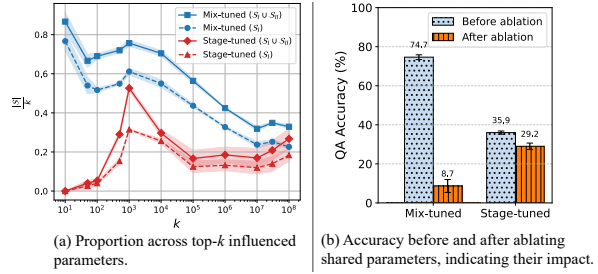 Mix-tuned (S_I ∪ S_II)
Mix-tuned (S_I)
Stage-tuned (S_I ∪ S_II)
Stage-tuned (S_I)
|S|/k
0.8
0.6
0.4
0.2
0.0
10^1 10^2 10^3 10^4 10^5 10^6 10^7 10^8
k
(a) Proportion across top-k influenced
parameters.
Before ablation
After ablation
QA Accuracy (%)
100
80
60
40
20
0
74.7
8.7
35.9
29.2
Mix-tuned Stage-tuned
(b) Accuracy before and after ablating
shared parameters, indicating their impact.